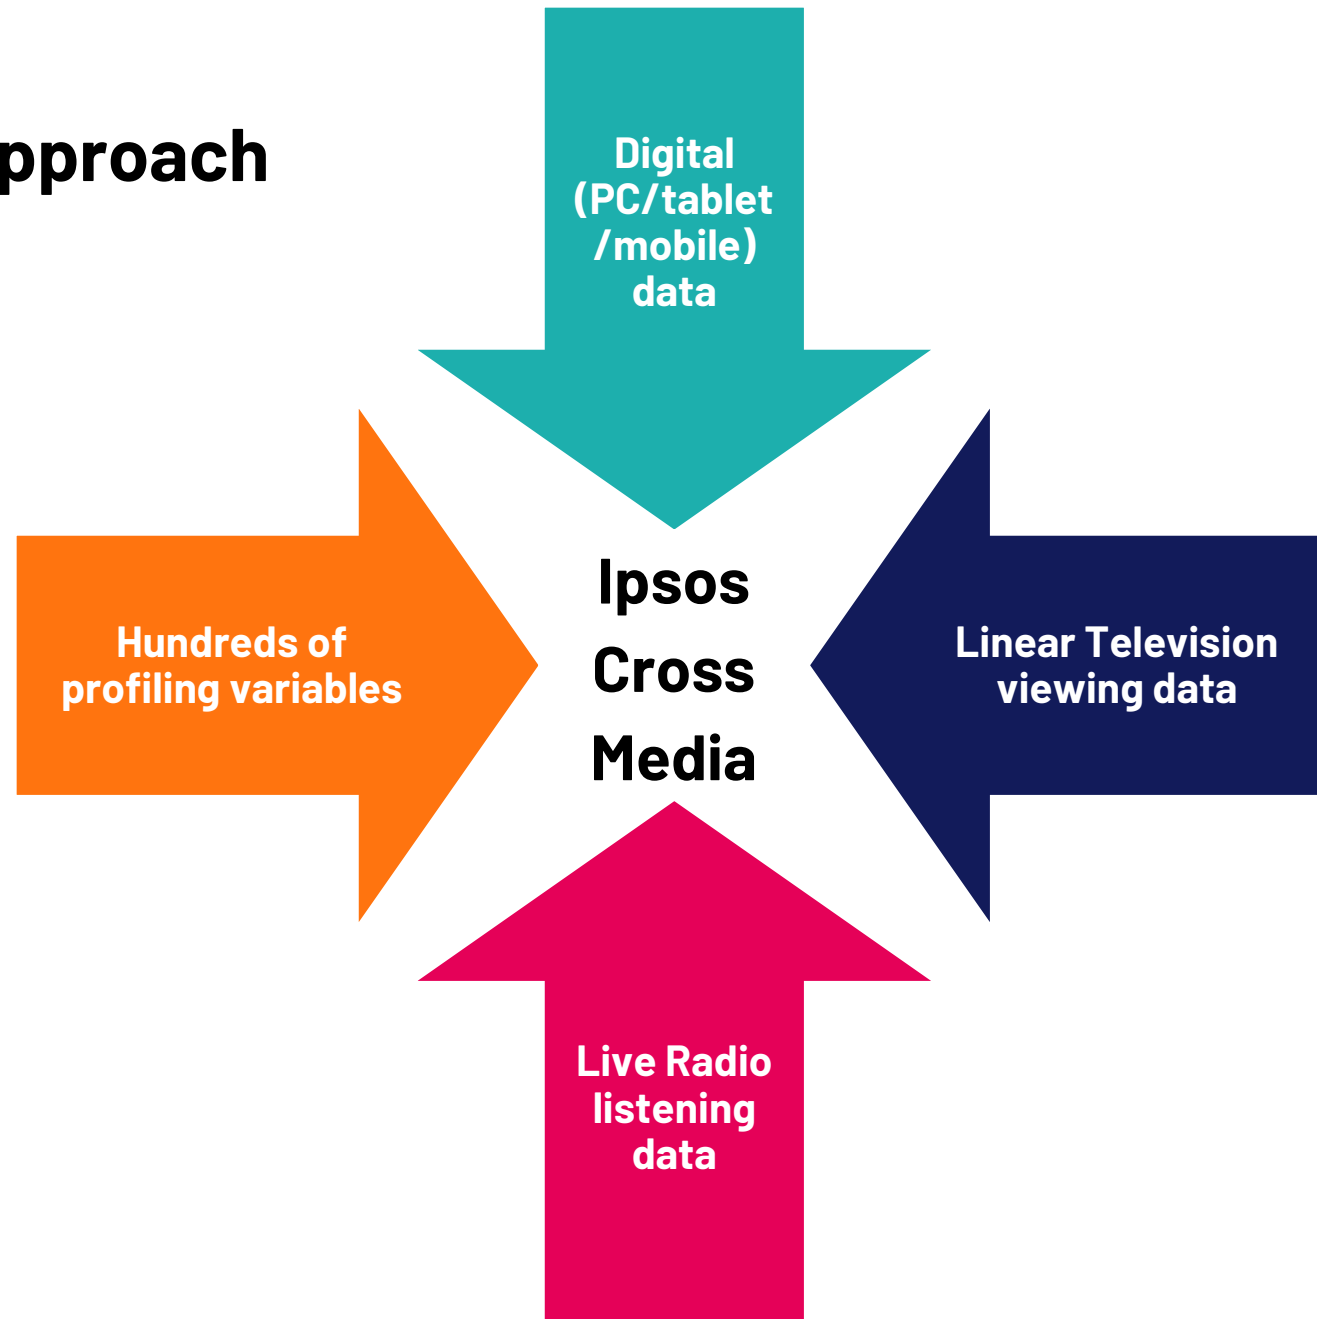 pproach
Digital
(PC/tablet
/mobile)
data
Hundreds of
profiling variables
Ipsos
Cross
Media
Linear Television
viewing data
Live Radio
listening
data